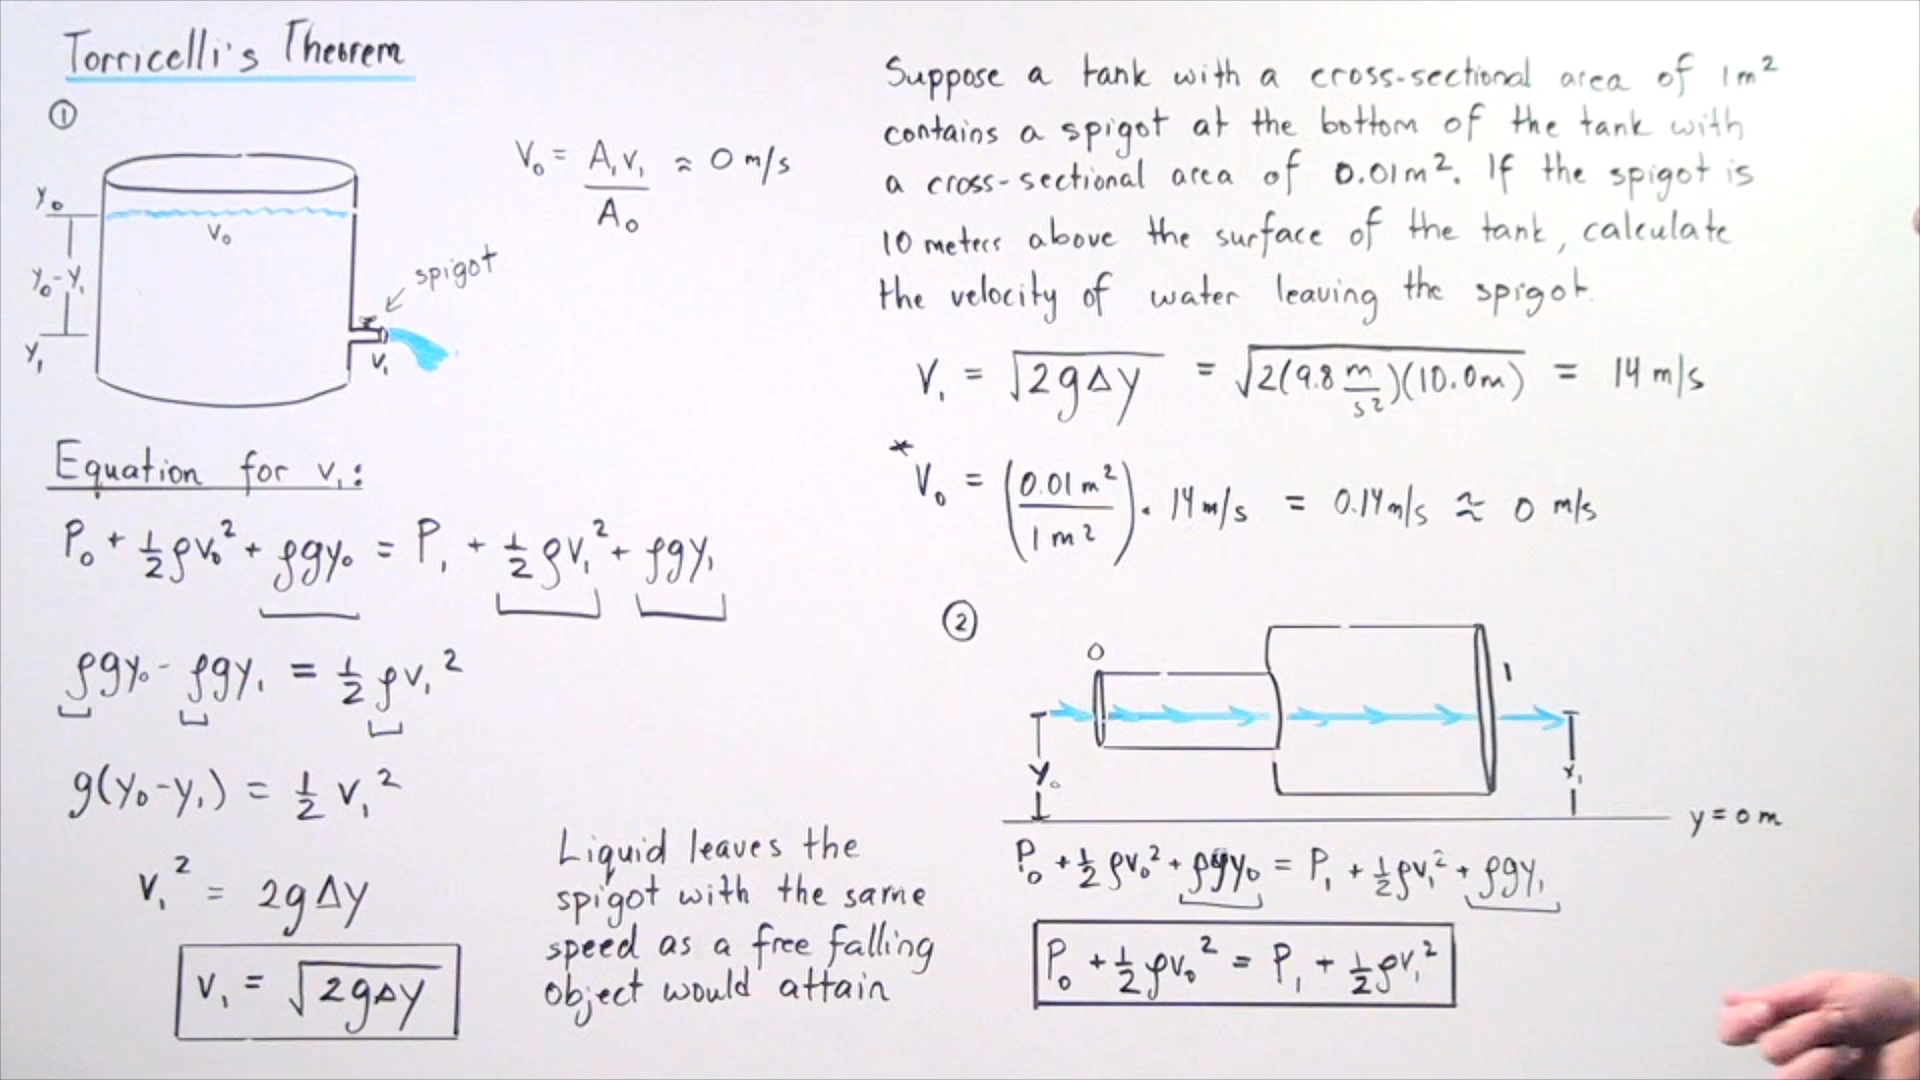 Torricelli's Theorem
①
y₀
v₀
y₀-y₁
y₁
spigot
v₁
v₀ = A₁v₁/A₀ ≈ 0 m/s
Equation for v₁:
P₀ + ½ρv₀² + ρgy₀ = P₁ + ½ρv₁² + ρgy₁
ρgy₀ - ρgy₁ = ½ρv₁²
g(y₀-y₁) = ½ v₁²
v₁² = 2gΔy
v₁ = √(2gΔy)
Liquid leaves the
spigot with the same
speed as a free falling
object would attain
Suppose a tank with a cross-sectional area of 1m²
contains a spigot at the bottom of the tank with
a cross-sectional area of 0.01m². If the spigot is
10 meters above the surface of the tank, calculate
the velocity of water leaving the spigot.
v₁ = √(2gΔy) = √(2(9.8 m/s²)(10.0m)) = 14 m/s
*v₀ = (0.01m²/1m²) · 14m/s = 0.14m/s ≈ 0 m/s
②
0
1
y₀
y₁
y = 0 m
P₀ + ½ρv₀² + ρgy₀ = P₁ + ½ρv₁² + ρgy₁
P₀ + ½ρv₀² = P₁ + ½ρv₁²